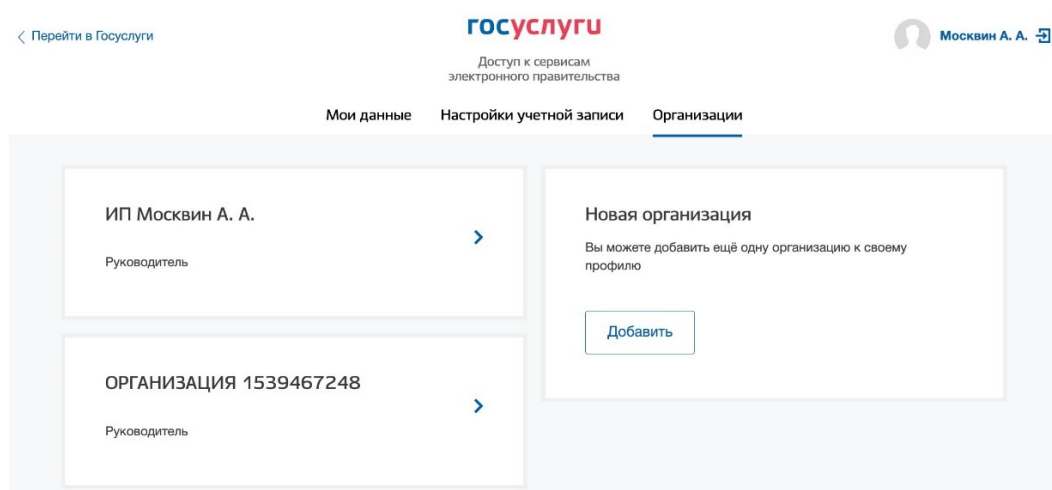 Перейти в Госуслуги
госуслуги
Москвин А. А.
Доступ к сервисам
электронного правительства
Мои данные
Настройки учетной записи
Организации
ИП Москвин А. А.
Руководитель
Новая организация
Вы можете добавить ещё одну организацию к своему
профилю
Добавить
ОРГАНИЗАЦИЯ 1539467248
Руководитель